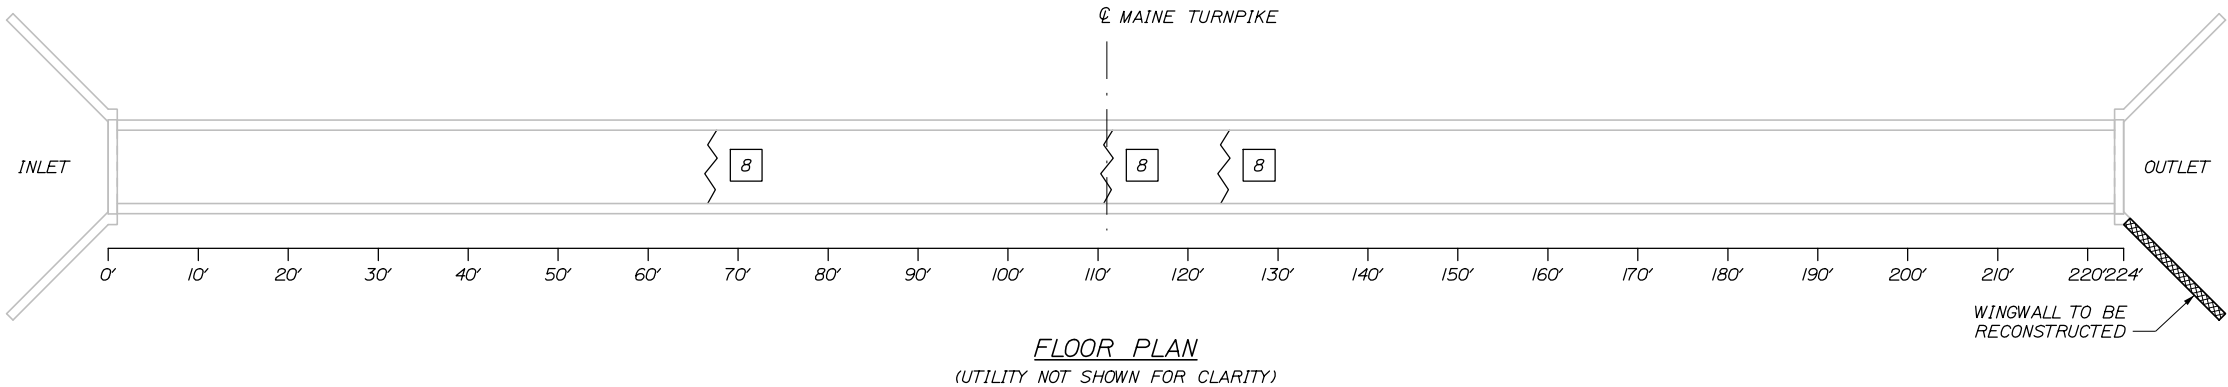 ℄ MAINE TURNPIKE
INLET
8
8
8
OUTLET
0' 10' 20' 30' 40' 50' 60' 70' 80' 90' 100' 110' 120' 130' 140' 150' 160' 170' 180' 190' 200' 210' 220' 224'
WINGWALL TO BE
RECONSTRUCTED
FLOOR PLAN
(UTILITY NOT SHOWN FOR CLARITY)